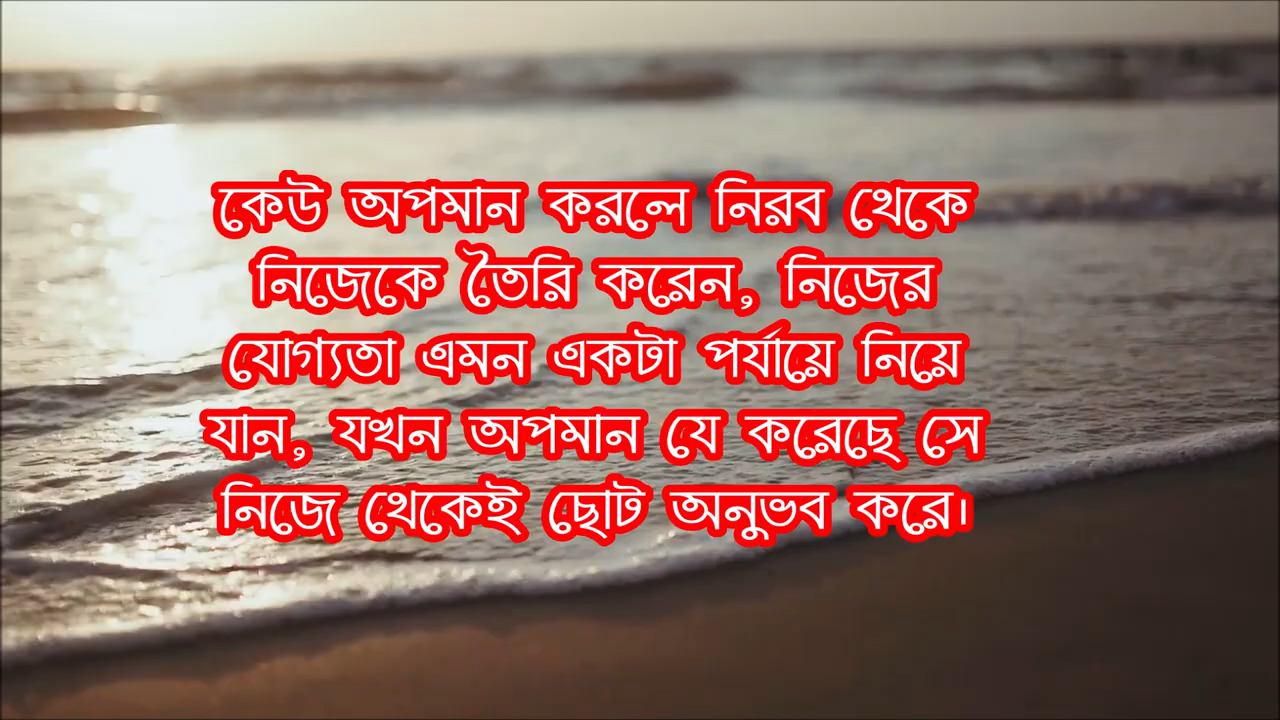 কেউ অপমান করলে নিরব থেকে
নিজেকে তৈরি করেন, নিজের
যোগ্যতা এমন একটা পর্যায়ে নিয়ে
যান, যখন অপমান যে করেছে সে
নিজে থেকেই ছোট অনুভব করে।